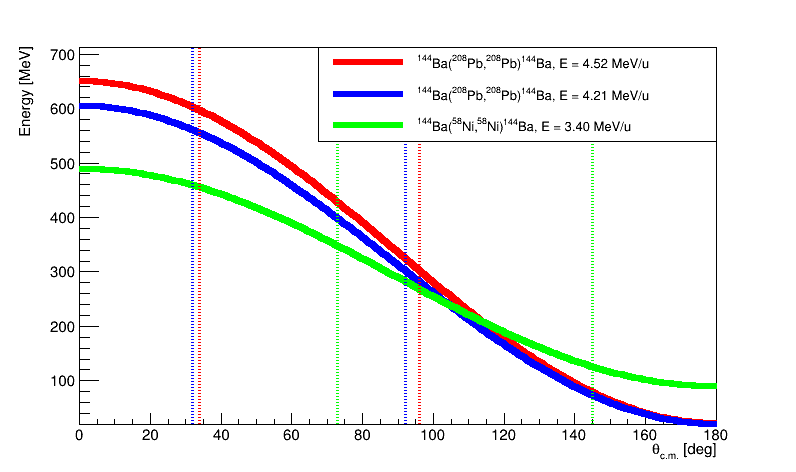 Energy [MeV]
700
600
500
400
300
200
100
¹⁴⁴Ba(²⁰⁸Pb,²⁰⁸Pb)¹⁴⁴Ba, E = 4.52 MeV/u
¹⁴⁴Ba(²⁰⁸Pb,²⁰⁸Pb)¹⁴⁴Ba, E = 4.21 MeV/u
¹⁴⁴Ba(⁵⁸Ni,⁵⁸Ni)¹⁴⁴Ba, E = 3.40 MeV/u
0 20 40 60 80 100 120 140 160 180
θc.m. [deg]